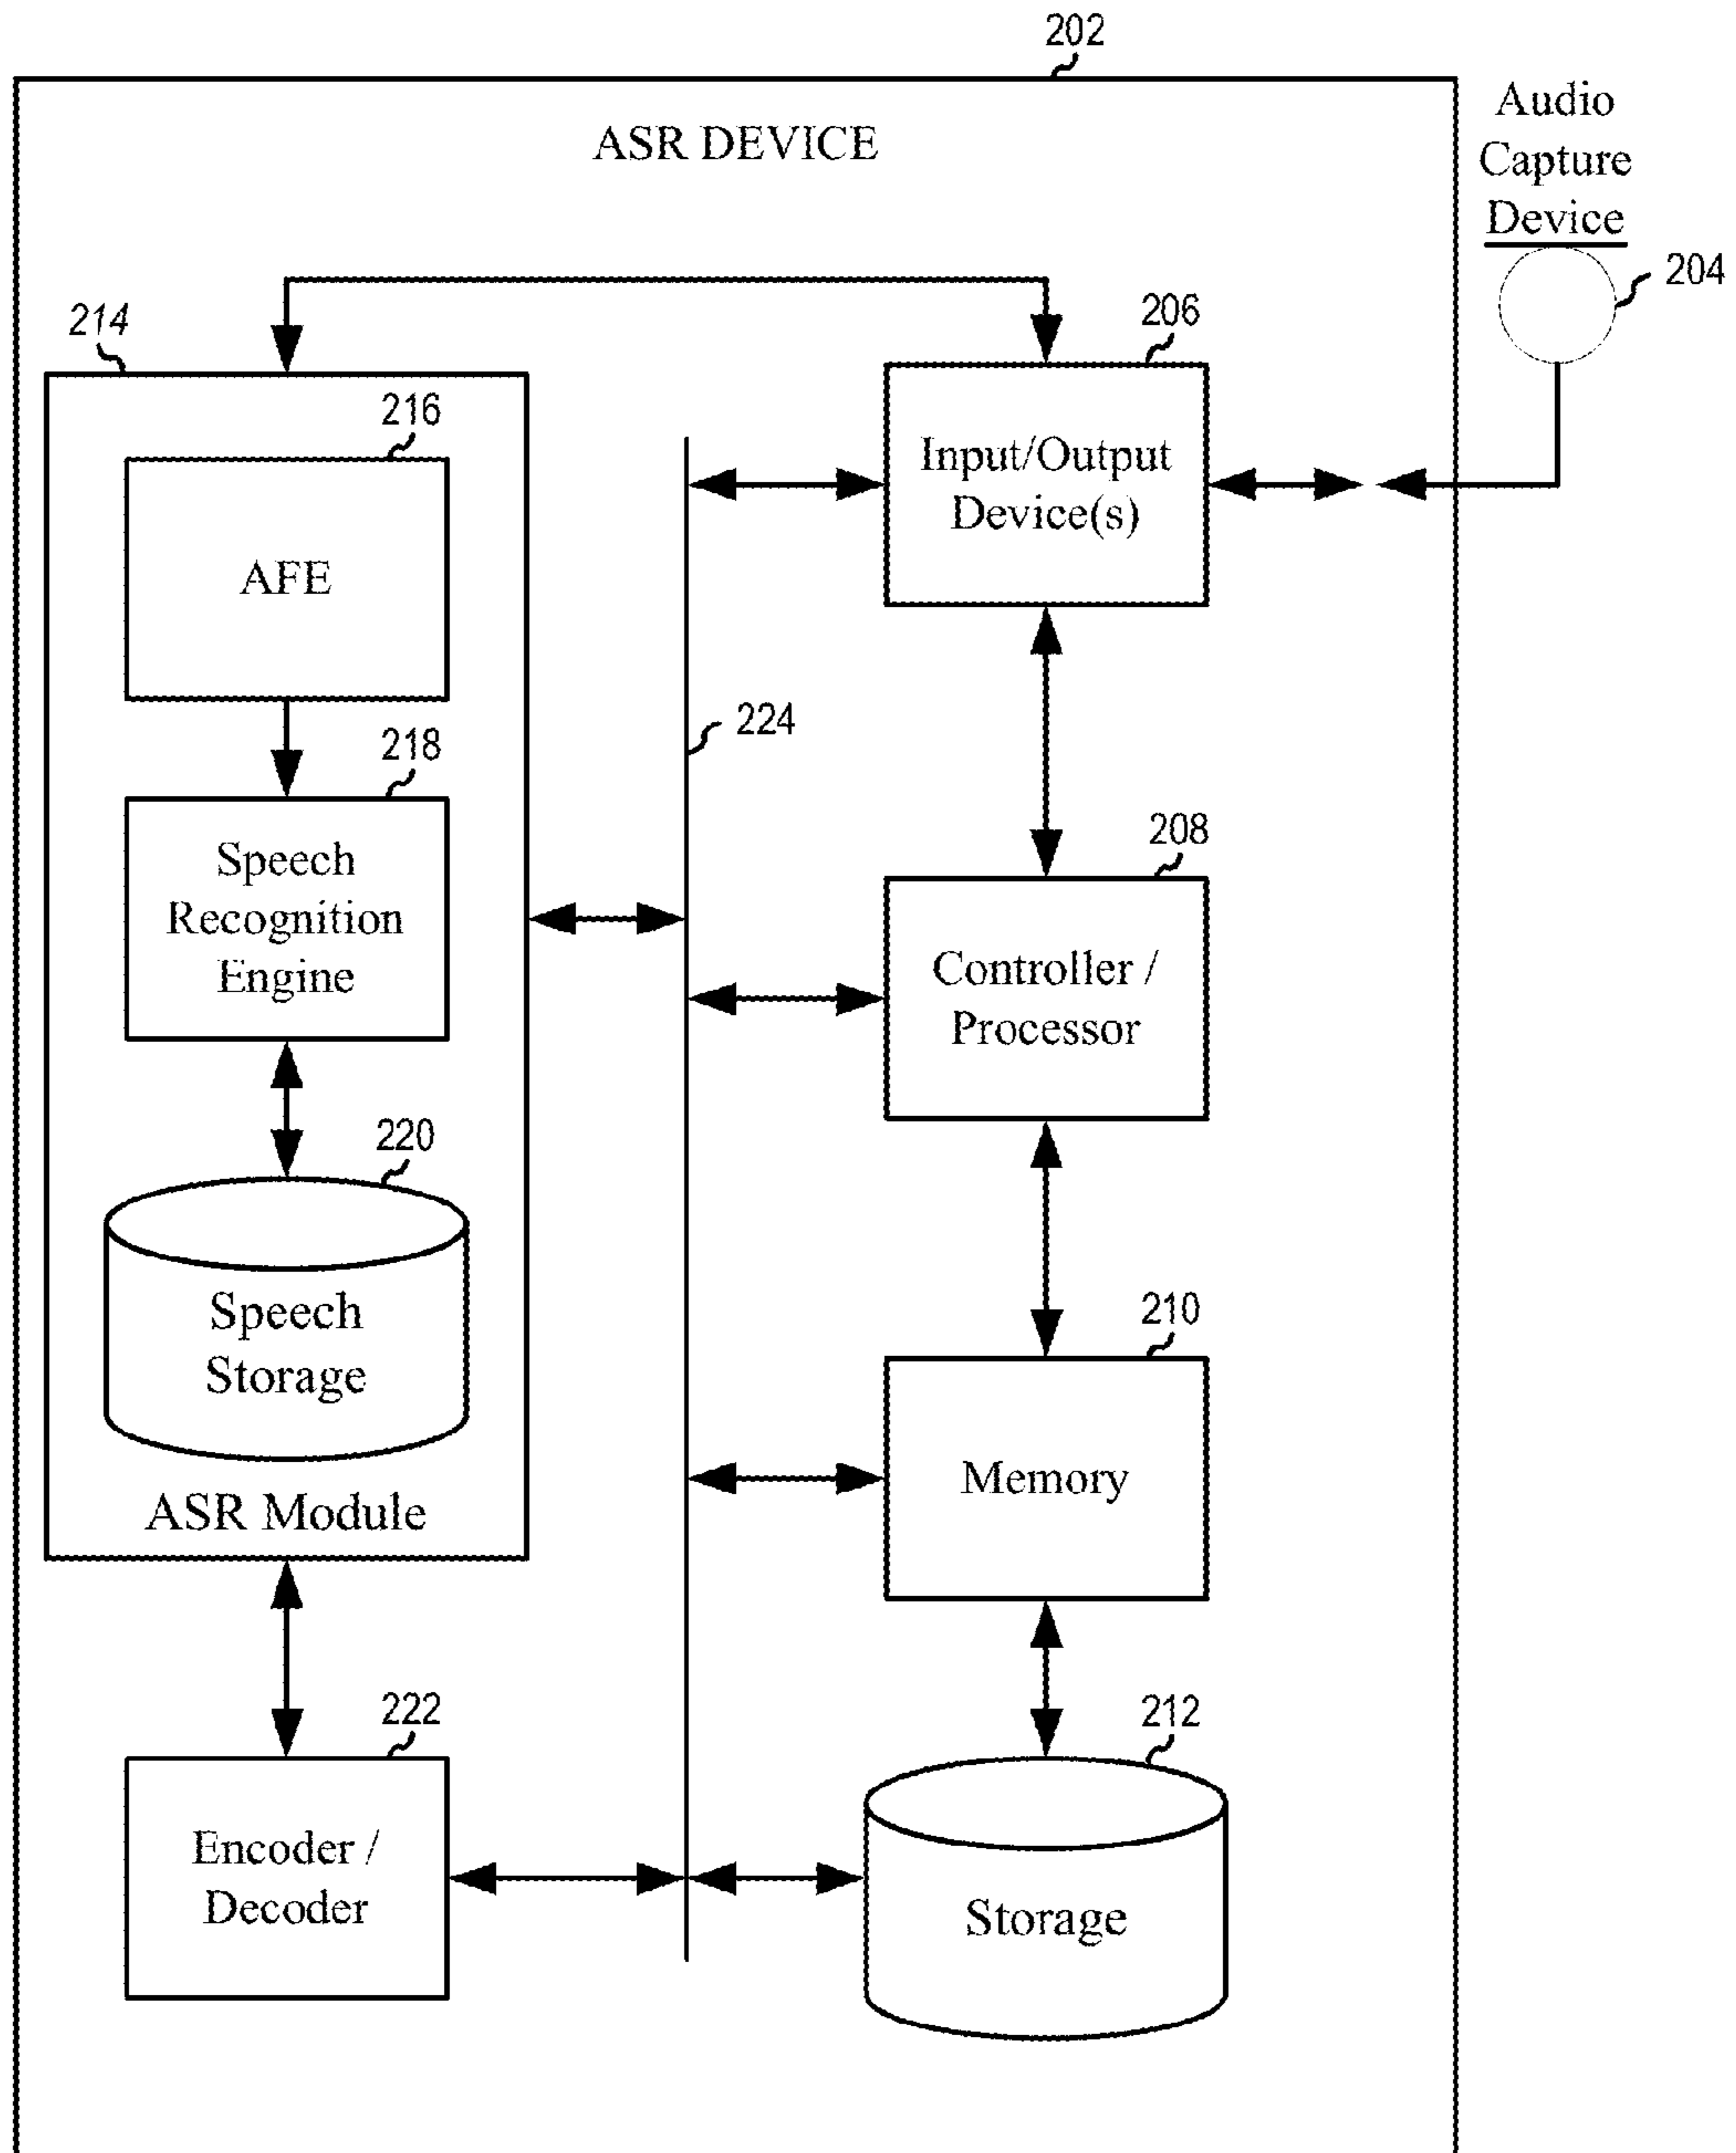 202
ASR DEVICE
Audio
Capture
Device
204
214
206
216
Input/Output
Device(s)
AFE
224
218
Speech
Recognition
Engine
208
Controller /
Processor
220
Speech
Storage
210
Memory
ASR Module
222
212
Encoder /
Decoder
Storage